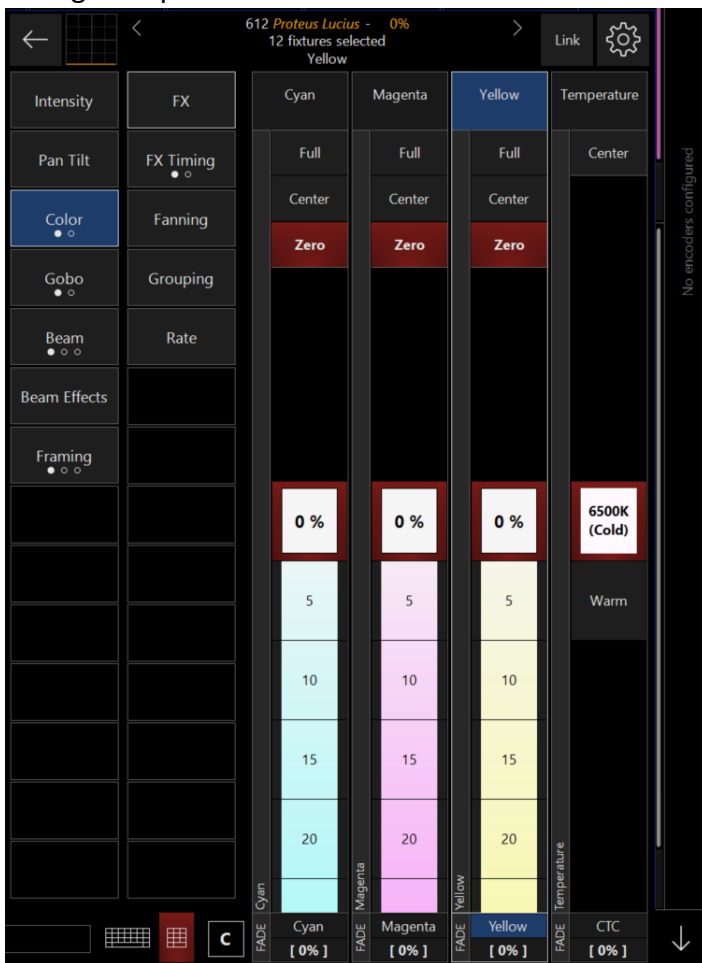 612 Proteus Lucius - 0%
12 fixtures selected
Yellow
Link
Intensity
FX
Cyan
Magenta
Yellow
Temperature
Pan Tilt
FX Timing
Full
Full
Full
Center
Color
Fanning
Center
Center
Center
Zero
Zero
Zero
Gobo
Grouping
Beam
Rate
Beam Effects
Framing
0 %
0 %
0 %
6500K
(Cold)
5
5
5
Warm
10
10
10
15
15
15
20
20
20
Cyan
Magenta
Yellow
Temperature
C
FADE
Cyan
[ 0% ]
FADE
Magenta
[ 0% ]
FADE
Yellow
[ 0% ]
FADE
CTC
[ 0% ]
No encoders configured